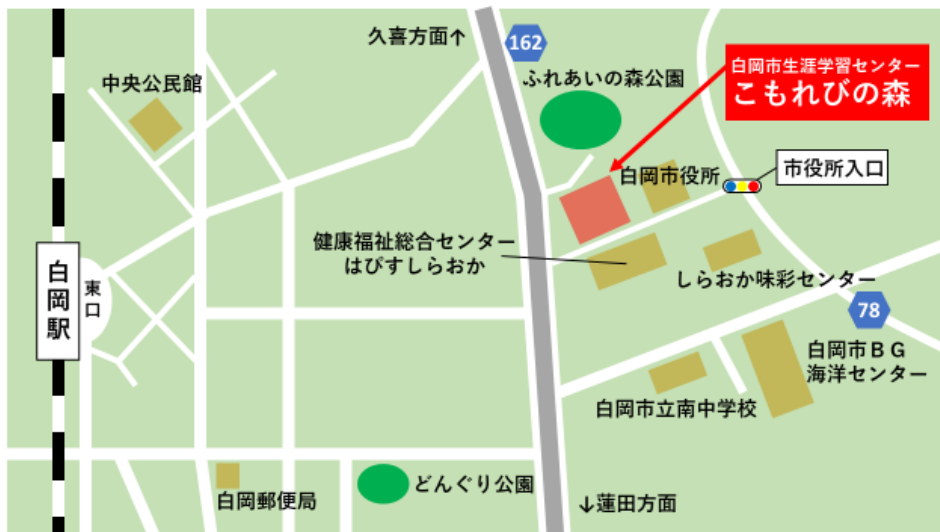 久喜方面↑
162
中央公民館
ふれあいの森公園
白岡市生涯学習センター
こもれびの森
白岡市役所
市役所入口
健康福祉総合センター
はぴすしらおか
白岡駅
東口
しらおか味彩センター
78
白岡市ＢＧ
海洋センター
白岡市立南中学校
白岡郵便局
どんぐり公園
↓蓮田方面